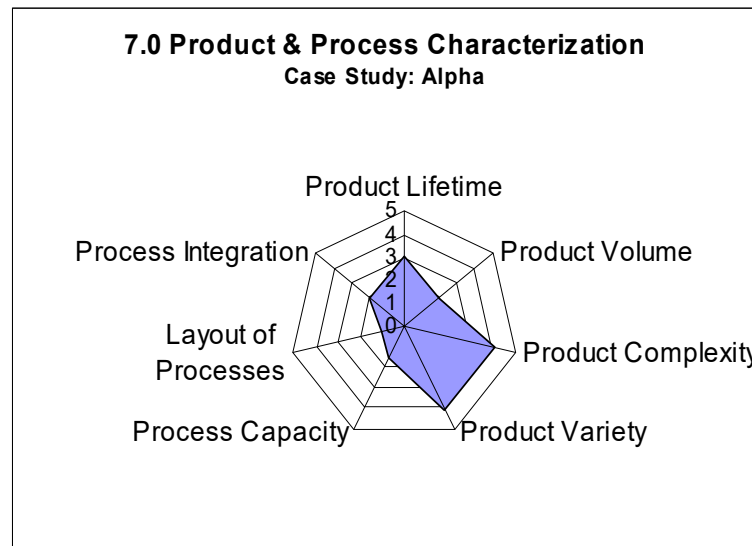 7.0 Product & Process Characterization
Case Study: Alpha
Product Lifetime
5
4
3
2
1
0
Process Integration
Product Volume
Layout of
Processes
Product Complexity
Process Capacity
Product Variety